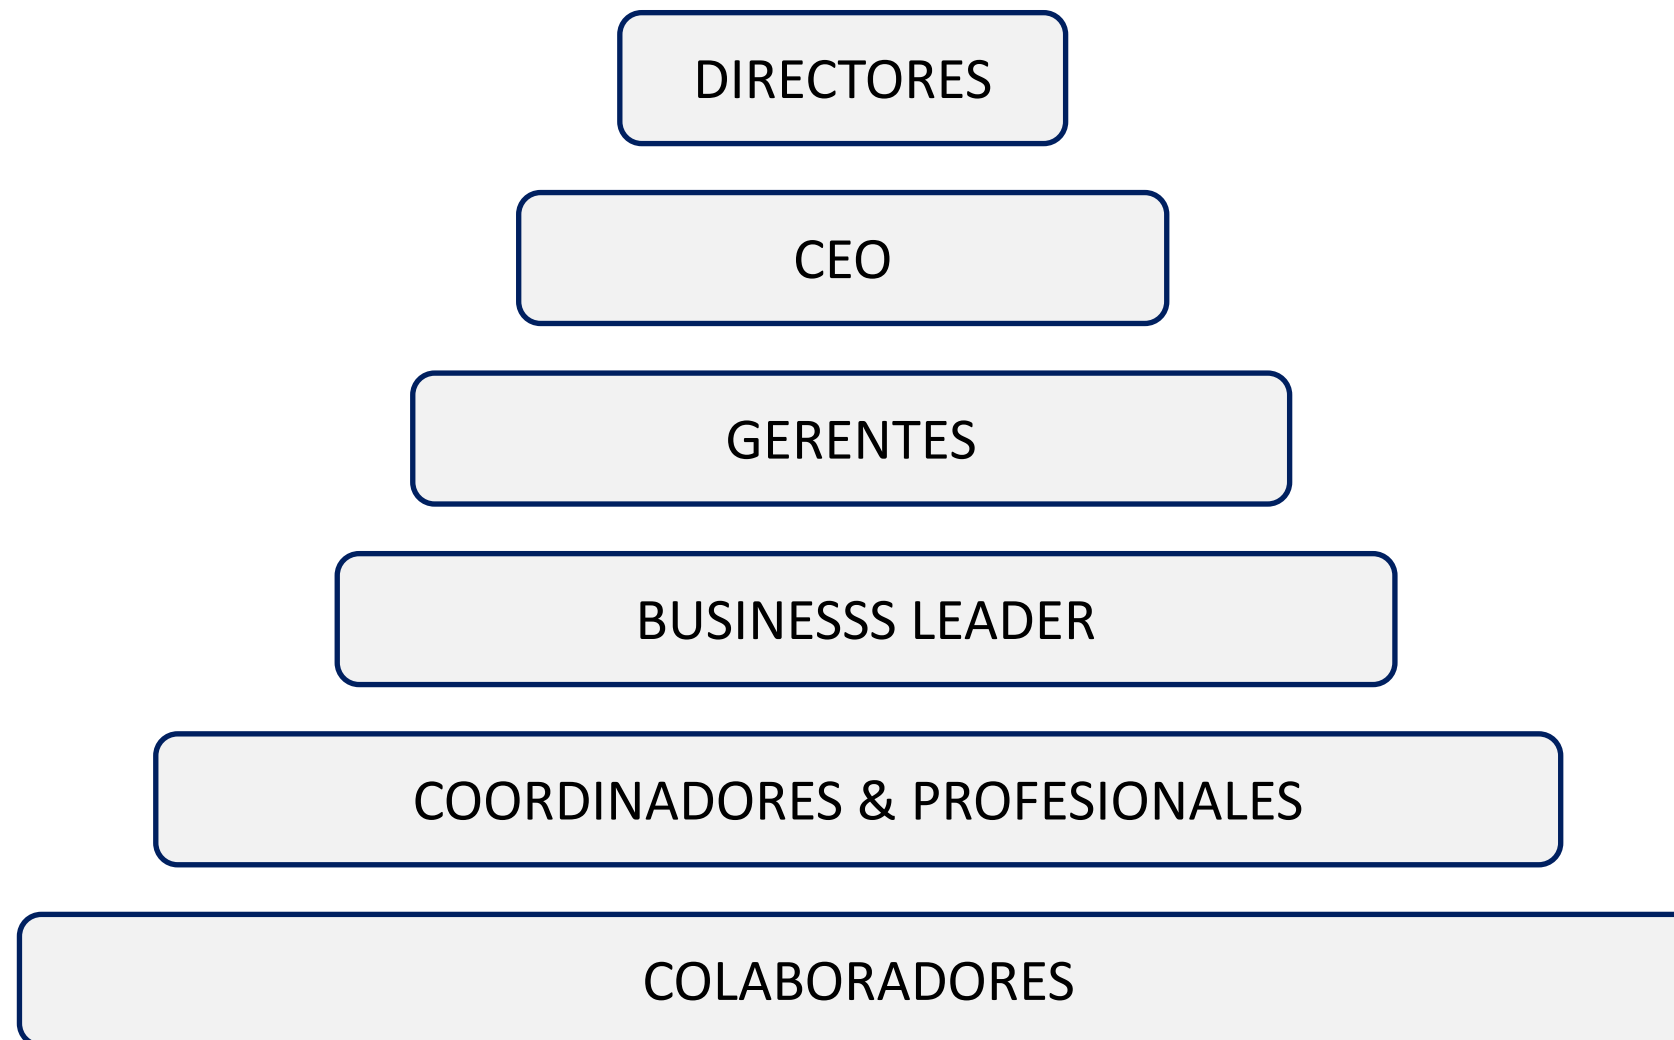 DIRECTORES
CEO
GERENTES
BUSINESSS LEADER
COORDINADORES & PROFESIONALES
COLABORADORES